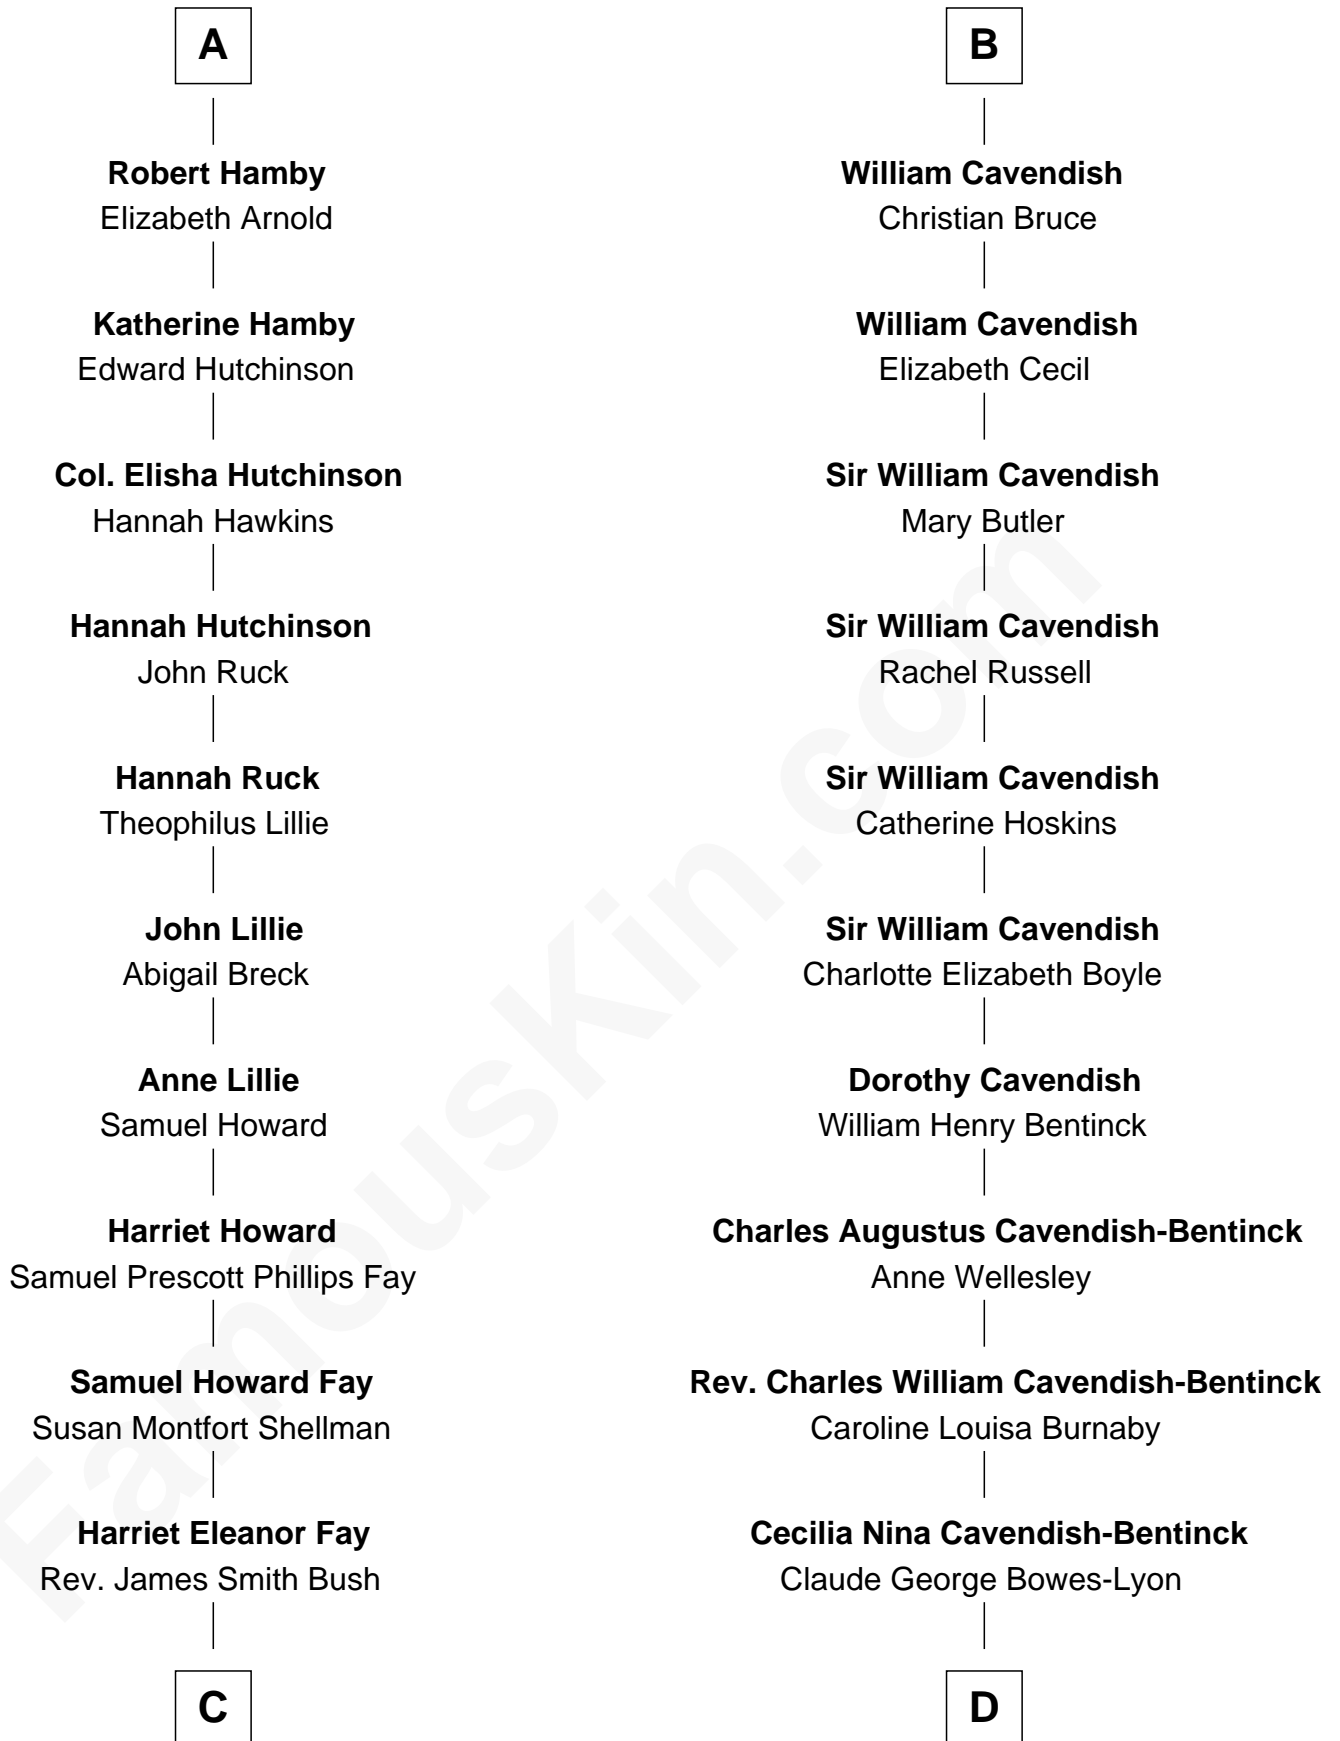 A
Robert Hamby
Elizabeth Arnold
Katherine Hamby
Edward Hutchinson
Col. Elisha Hutchinson
Hannah Hawkins
Hannah Hutchinson
John Ruck
Hannah Ruck
Theophilus Lillie
John Lillie
Abigail Breck
Anne Lillie
Samuel Howard
Harriet Howard
Samuel Prescott Phillips Fay
Samuel Howard Fay
Susan Montfort Shellman
Harriet Eleanor Fay
Rev. James Smith Bush
C
B
William Cavendish
Christian Bruce
William Cavendish
Elizabeth Cecil
Sir William Cavendish
Mary Butler
Sir William Cavendish
Rachel Russell
Sir William Cavendish
Catherine Hoskins
Sir William Cavendish
Charlotte Elizabeth Boyle
Dorothy Cavendish
William Henry Bentinck
Charles Augustus Cavendish-Bentinck
Anne Wellesley
Rev. Charles William Cavendish-Bentinck
Caroline Louisa Burnaby
Cecilia Nina Cavendish-Bentinck
Claude George Bowes-Lyon
D
FamousKin.com